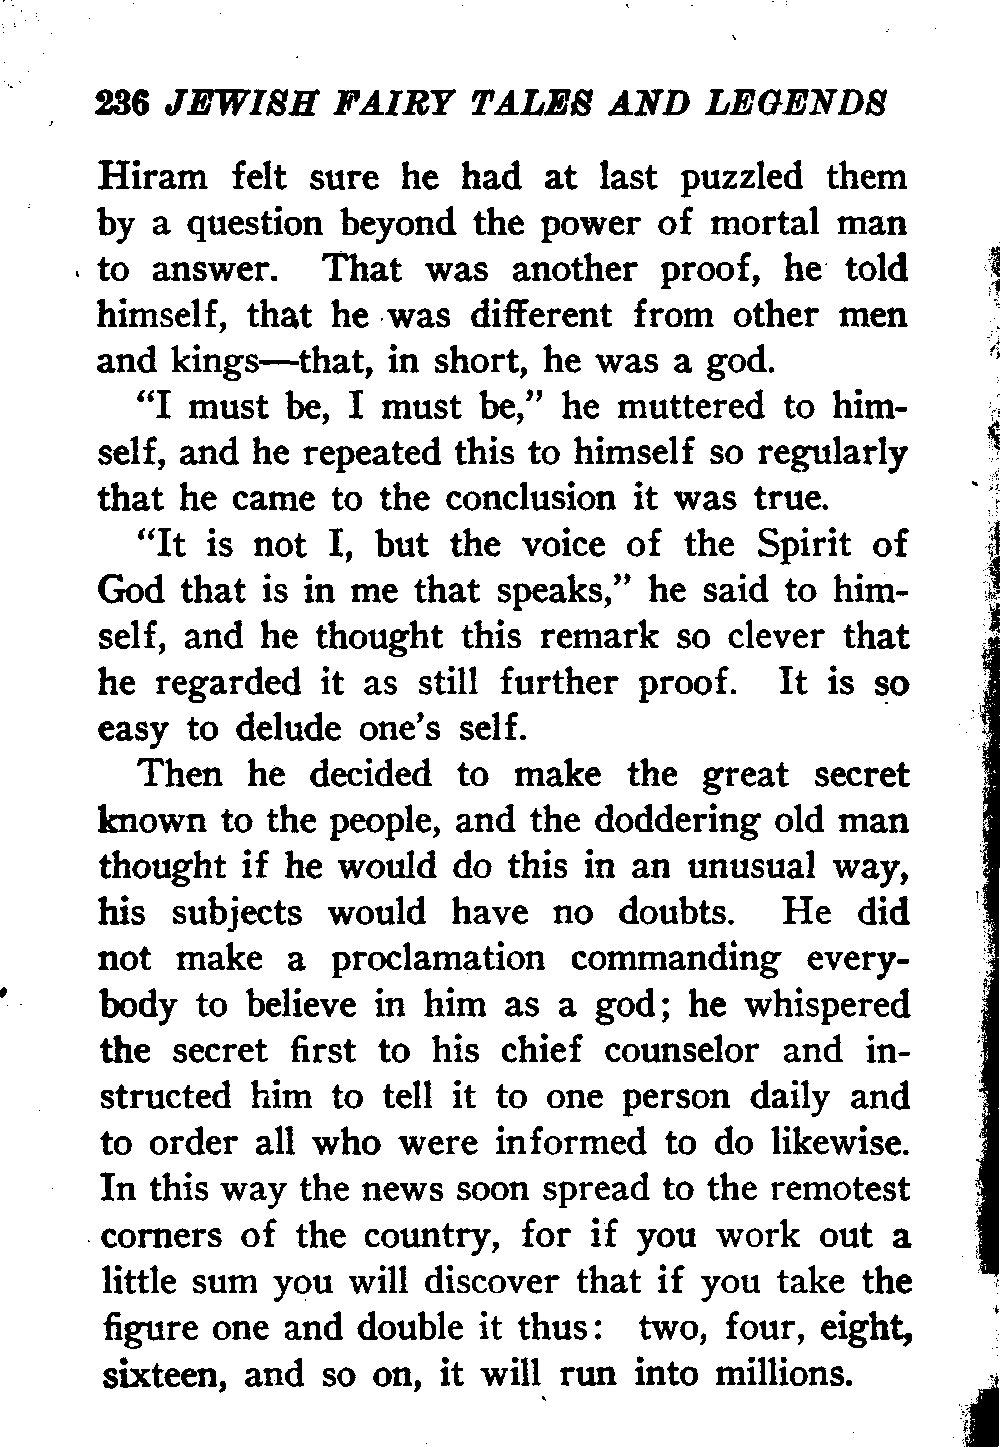 236 JEWISH FAIRY TALES AND LEGENDS
Hiram felt sure he had at last puzzled them
by a question beyond the power of mortal man
to answer. That was another proof, he told
himself, that he was different from other men
and kings—that, in short, he was a god.
“I must be, I must be,” he muttered to him-
self, and he repeated this to himself so regularly
that he came to the conclusion it was true.
“It is not I, but the voice of the Spirit of
God that is in me that speaks,” he said to him-
self, and he thought this remark so clever that
he regarded it as still further proof. It is so
easy to delude one’s self.
Then he decided to make the great secret
known to the people, and the doddering old man
thought if he would do this in an unusual way,
his subjects would have no doubts. He did
not make a proclamation commanding every-
body to believe in him as a god; he whispered
the secret first to his chief counselor and in-
structed him to tell it to one person daily and
to order all who were informed to do likewise.
In this way the news soon spread to the remotest
corners of the country, for if you work out a
little sum you will discover that if you take the
figure one and double it thus: two, four, eight,
sixteen, and so on, it will run into millions.